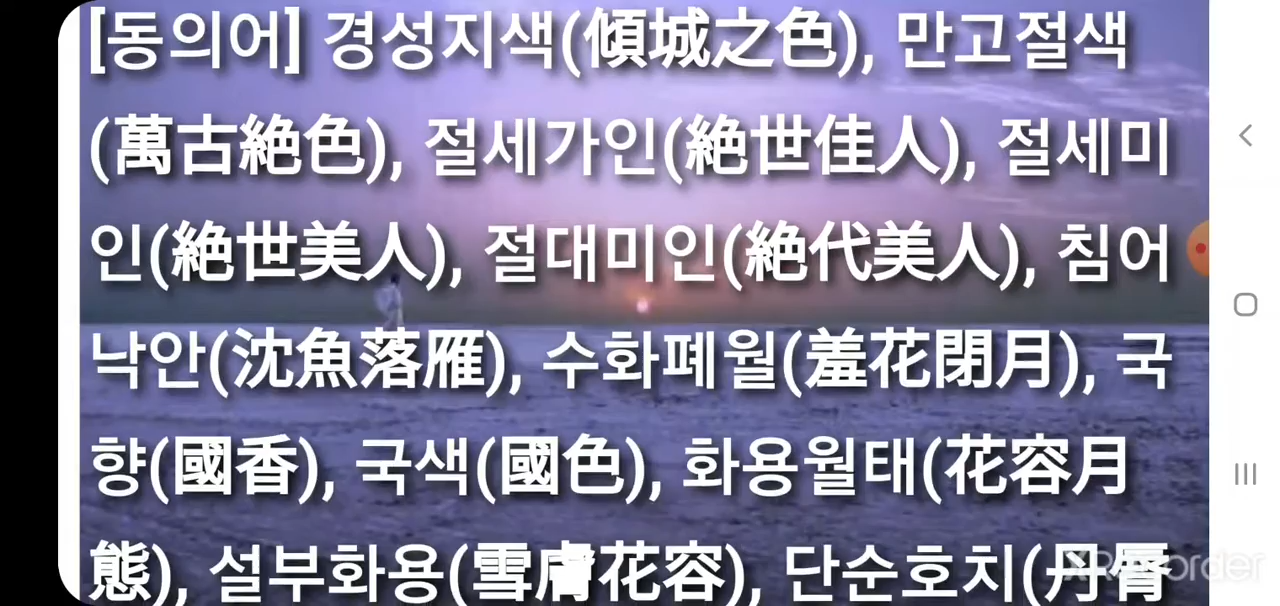 [동의어] 경성지색(傾城之色), 만고절색
(萬古絶色), 절세가인(絶世佳人), 절세미
인(絶世美人), 절대미인(絶代美人), 침어
낙안(沈魚落雁), 수화폐월(羞花閉月), 국
향(國香), 국색(國色), 화용월태(花容月
態), 설부화용(雪膚花容), 단순호치(丹脣
XRecorder